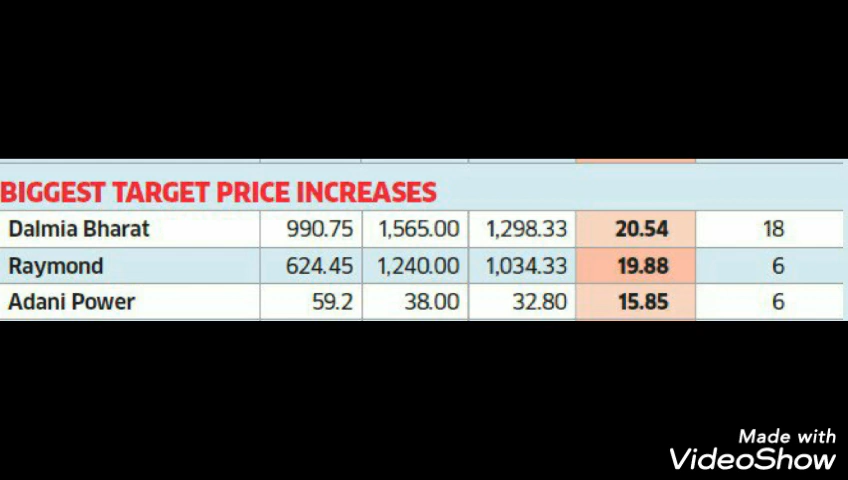 BIGGEST TARGET PRICE INCREASES
Dalmia Bharat 990.75 1,565.00 1,298.33 20.54 18
Raymond 624.45 1,240.00 1,034.33 19.88 6
Adani Power 59.2 38.00 32.80 15.85 6
Made with
VideoShow